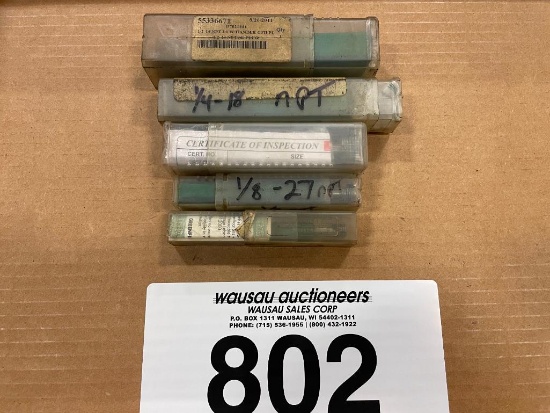 55336672
1/4-18 NPT
CERTIFICATE OF INSPECTION
CERT. NO.
SIZE
1/8-27
wausau auctioneers
WAUSAU SALES CORP
P.O. BOX 1311 WAUSAU, WI 54402-1311
PHONE: (715) 536-1955 | (800) 432-1922
802